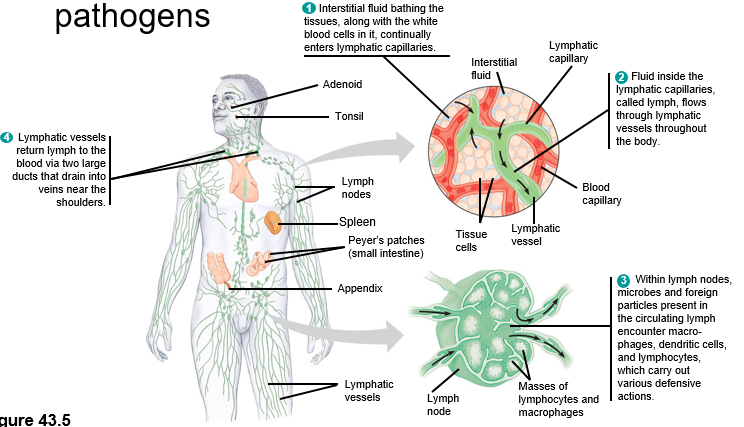 pathogens
1 Interstitial fluid bathing the
tissues, along with the white
blood cells in it, continually
enters lymphatic capillaries.
Adenoid
Tonsil
4 Lymphatic vessels
return lymph to the
blood via two large
ducts that drain into
veins near the
shoulders.
Lymph
nodes
Spleen
Peyer's patches
(small intestine)
Appendix
Lymphatic
vessels
Interstitial
fluid
Lymphatic
capillary
2 Fluid inside the
lymphatic capillaries,
called lymph, flows
through lymphatic
vessels throughout
the body.
Blood
capillary
Tissue
cells
Lymphatic
vessel
3 Within lymph nodes,
microbes and foreign
particles present in
the circulating lymph
encounter macro-
phages, dendritic cells,
and lymphocytes,
which carry out
various defensive
actions.
Lymph
node
Masses of
lymphocytes and
macrophages
gure 43.5